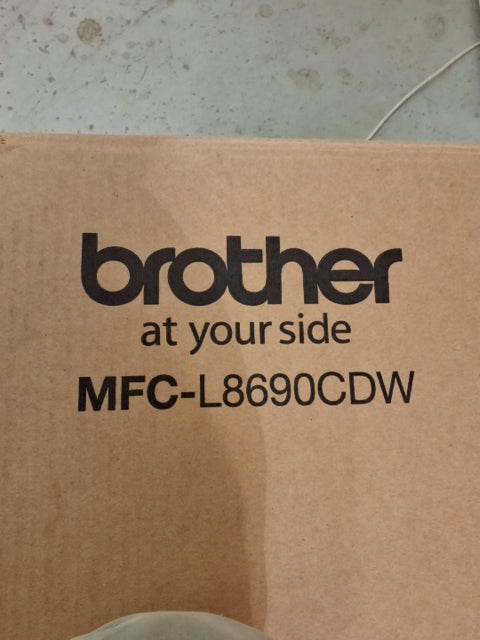 brother
at your side
MFC-L8690CDW